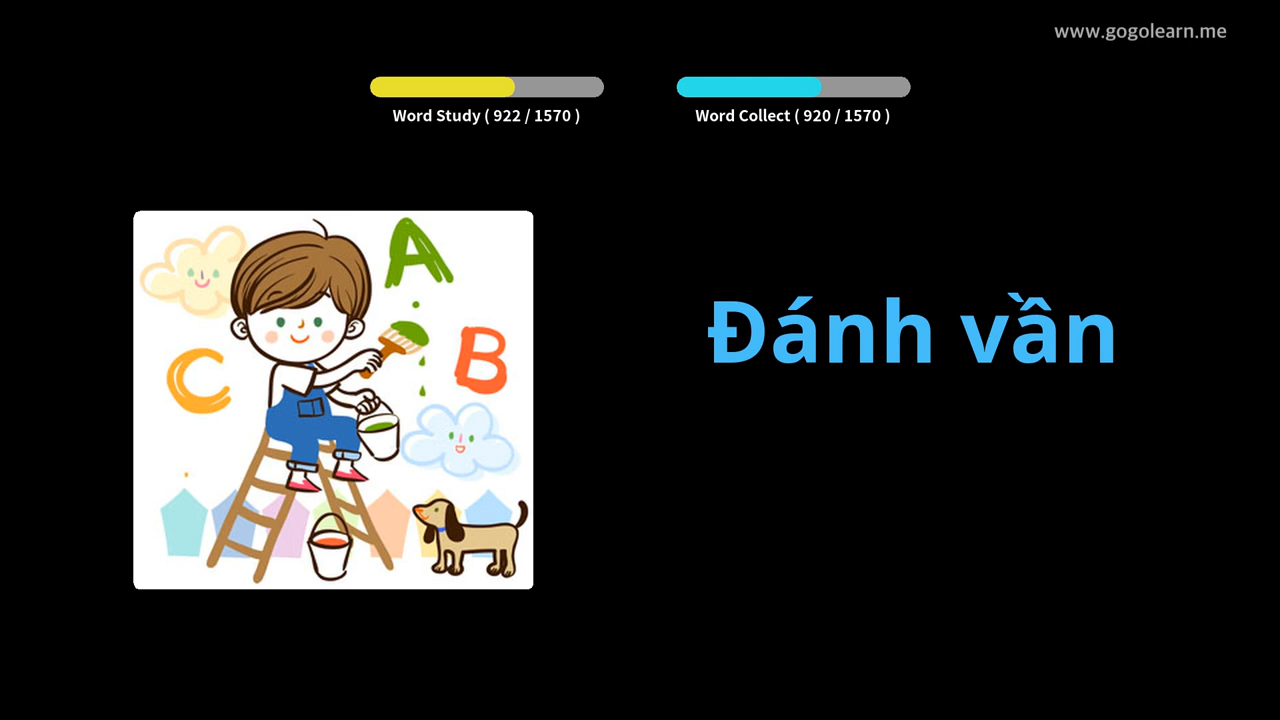 www.gogolearn.me
Word Study ( 922 / 1570 )
Word Collect ( 920 / 1570 )
A
B
C
Đánh vần